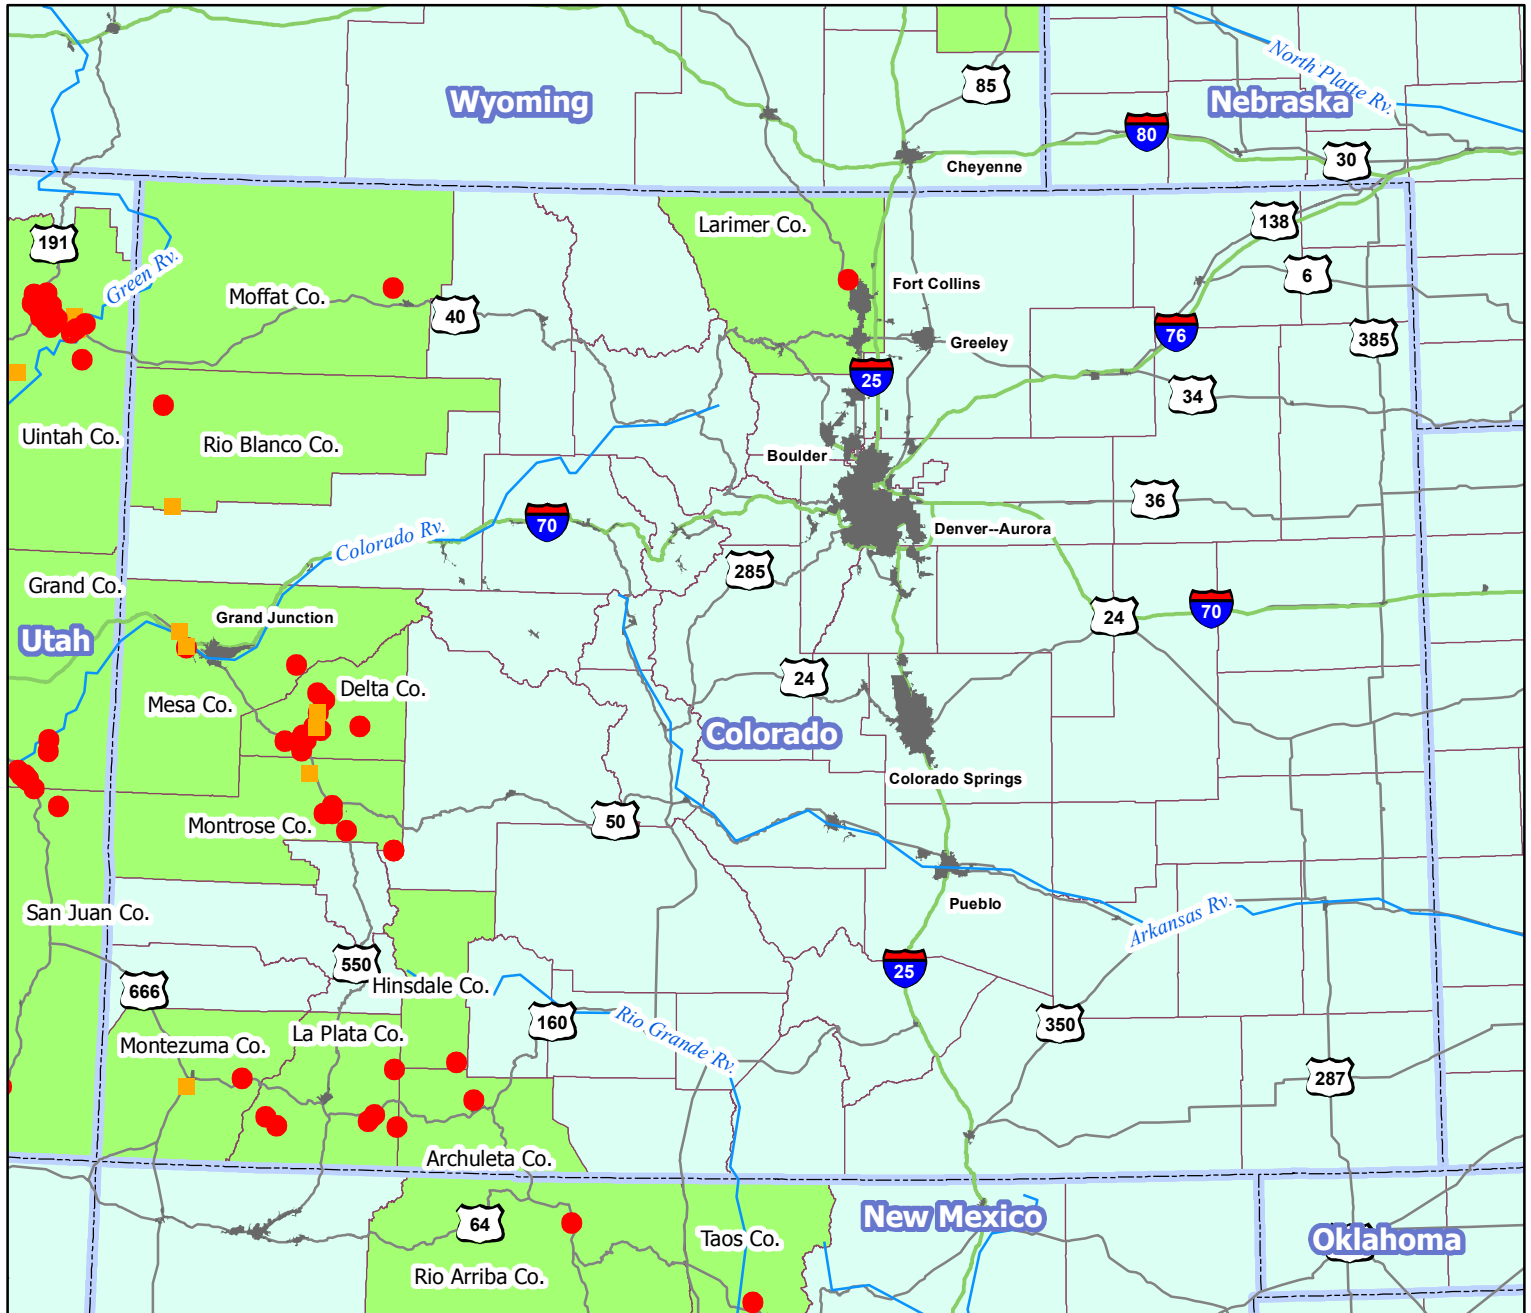 North Platte Rv.
85
Wyoming
Nebraska
80
30
Cheyenne
138
Larimer Co.
191
Green Rv.
6
Fort Collins
Moffat Co.
40
76
385
Greeley
25
34
Uintah Co.
Rio Blanco Co.
Boulder
36
70
Colorado Rv.
Denver--Aurora
285
Grand Co.
Grand Junction
24
70
Utah
24
Delta Co.
Mesa Co.
Colorado
Colorado Springs
50
Montrose Co.
Pueblo
San Juan Co.
Arkansas Rv.
550
25
Hinsdale Co.
666
160
350
Rio Grande Rv.
La Plata Co.
Montezuma Co.
287
Archuleta Co.
64
New Mexico
Taos Co.
Oklahoma
Rio Arriba Co.